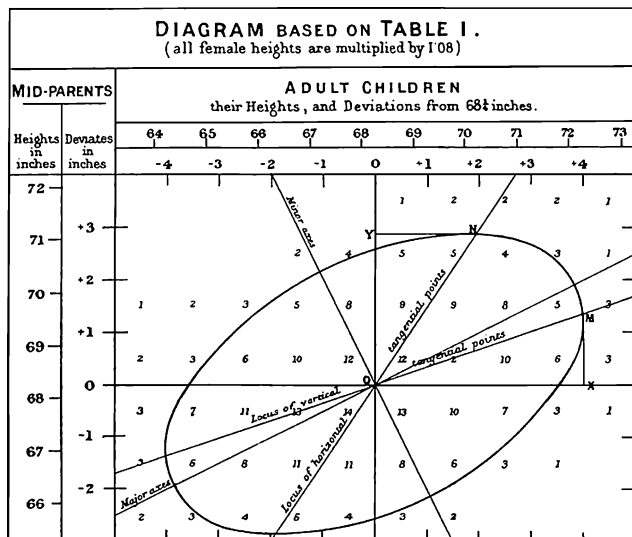 DIAGRAM BASED ON TABLE I.
(all female heights are multiplied by 1'08)
MID-PARENTS
ADULT CHILDREN
their Heights, and Deviations from 68¼ inches.
Heights in inches
Deviates in inches
64 65 66 67 68 69 70 71 72 73
-4 -3 -2 -1 0 +1 +2 +3 +4
72
1 2 2 2 1
Minor axes
+3
Y N
71
2 4 5 5 4 3 1
+2
tangencial points
70
1 2 3 5 8 9 9 8 5 3
M
+1
tangencial points
69
2 3 6 10 12 12 2 10 6 3
0
O X
68
3 7 11 13 14 13 10 7 3 1
Locus of vertical
-1
67
3 6 8 11 11 8 6 3 1
Major axes
Locus of horizontal
-2
66
2 3 4 6 4 3 2